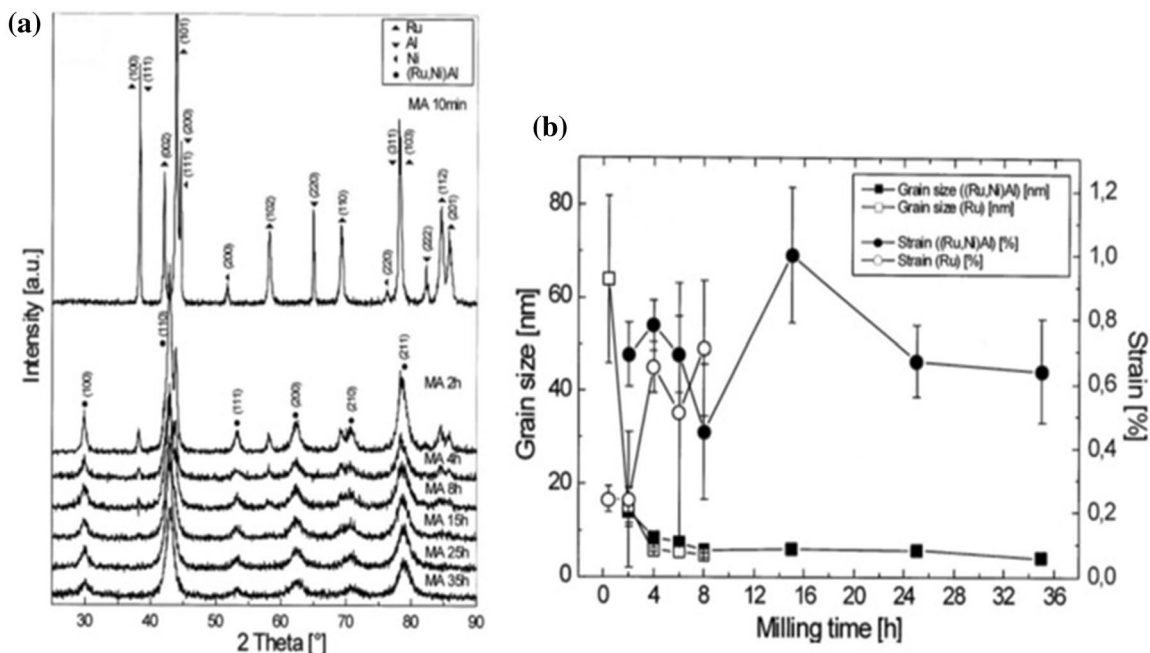 (a)
Ru
Al
Ni
(Ru,Ni)Al
MA 10min
(100)
(111)
(002)
(101)
(200)
(111)
(200)
(102)
(220)
(110)
(220)
(311)
(103)
(222)
(112)
(201)
(100)
(110)
(111)
(200)
(210)
(211)
MA 2h
MA 4h
MA 8h
MA 15h
MA 25h
MA 35h
Intensity [a.u.]
30 40 50 60 70 80 90
2 Theta [°]
(b)
Grain size ((Ru,Ni)Al) [nm]
Grain size (Ru) [nm]
Strain ((Ru,Ni)Al) [%]
Strain (Ru) [%]
Grain size [nm]
80
60
40
20
0
1,2
1,0
0,8
0,6
0,4
0,2
0,0
Strain [%]
0 4 8 12 16 20 24 28 32 36
Milling time [h]